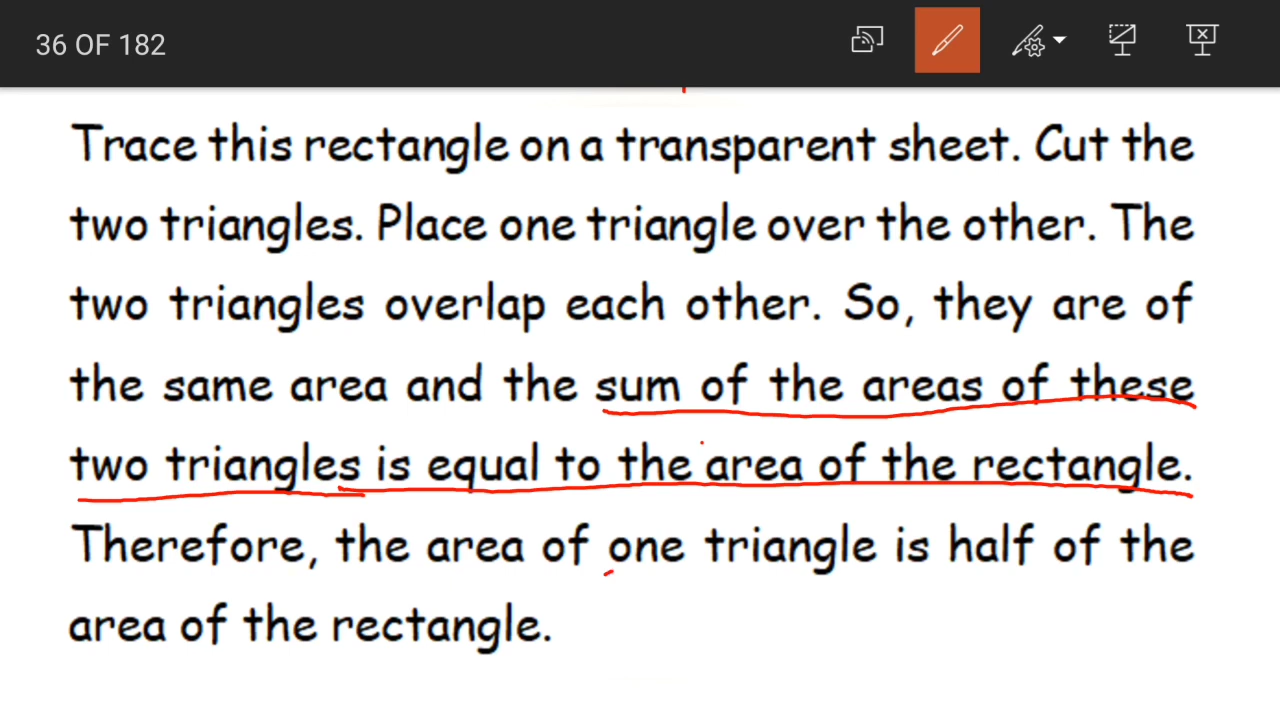 36 OF 182
Trace this rectangle on a transparent sheet. Cut the
two triangles. Place one triangle over the other. The
two triangles overlap each other. So, they are of
the same area and the sum of the areas of these
two triangles is equal to the area of the rectangle.
Therefore, the area of one triangle is half of the
area of the rectangle.